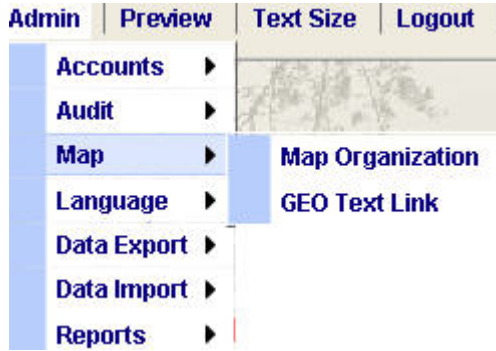 Admin Preview Text Size Logout
Accounts
Audit
Map
Map Organization
Language
GEO Text Link
Data Export
Data Import
Reports